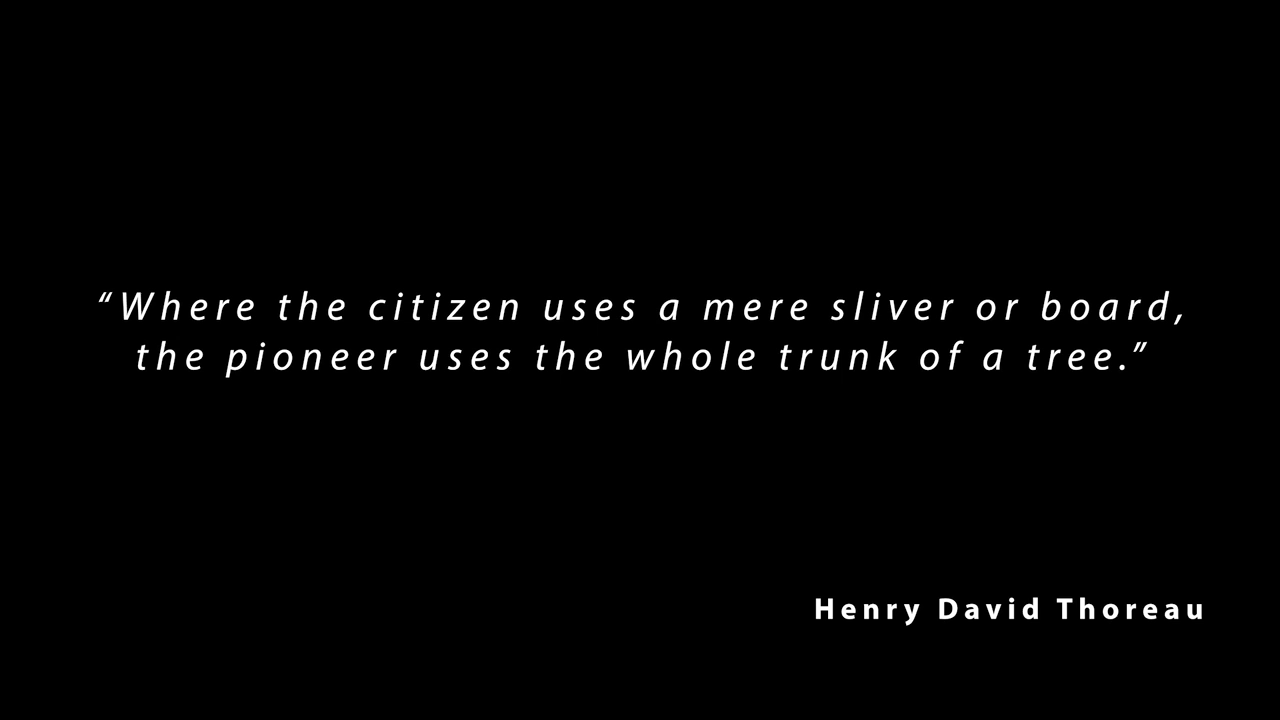 “Where the citizen uses a mere sliver or board,
the pioneer uses the whole trunk of a tree.”
Henry David Thoreau